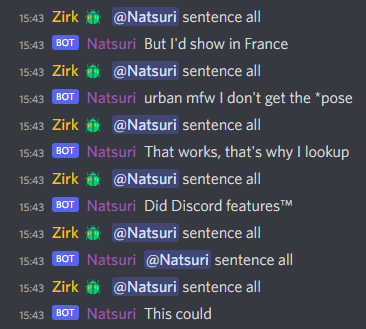 15:43 Zirk @Natsuri sentence all
15:43 BOT Natsuri But I'd show in France
15:43 Zirk @Natsuri sentence all
15:43 BOT Natsuri urban mfw I don't get the *pose
15:43 Zirk @Natsuri sentence all
15:43 BOT Natsuri That works, that's why I lookup
15:43 Zirk @Natsuri sentence all
15:43 BOT Natsuri Did Discord features™
15:43 Zirk @Natsuri sentence all
15:43 BOT Natsuri @Natsuri sentence all
15:43 Zirk @Natsuri sentence all
15:43 BOT Natsuri This could